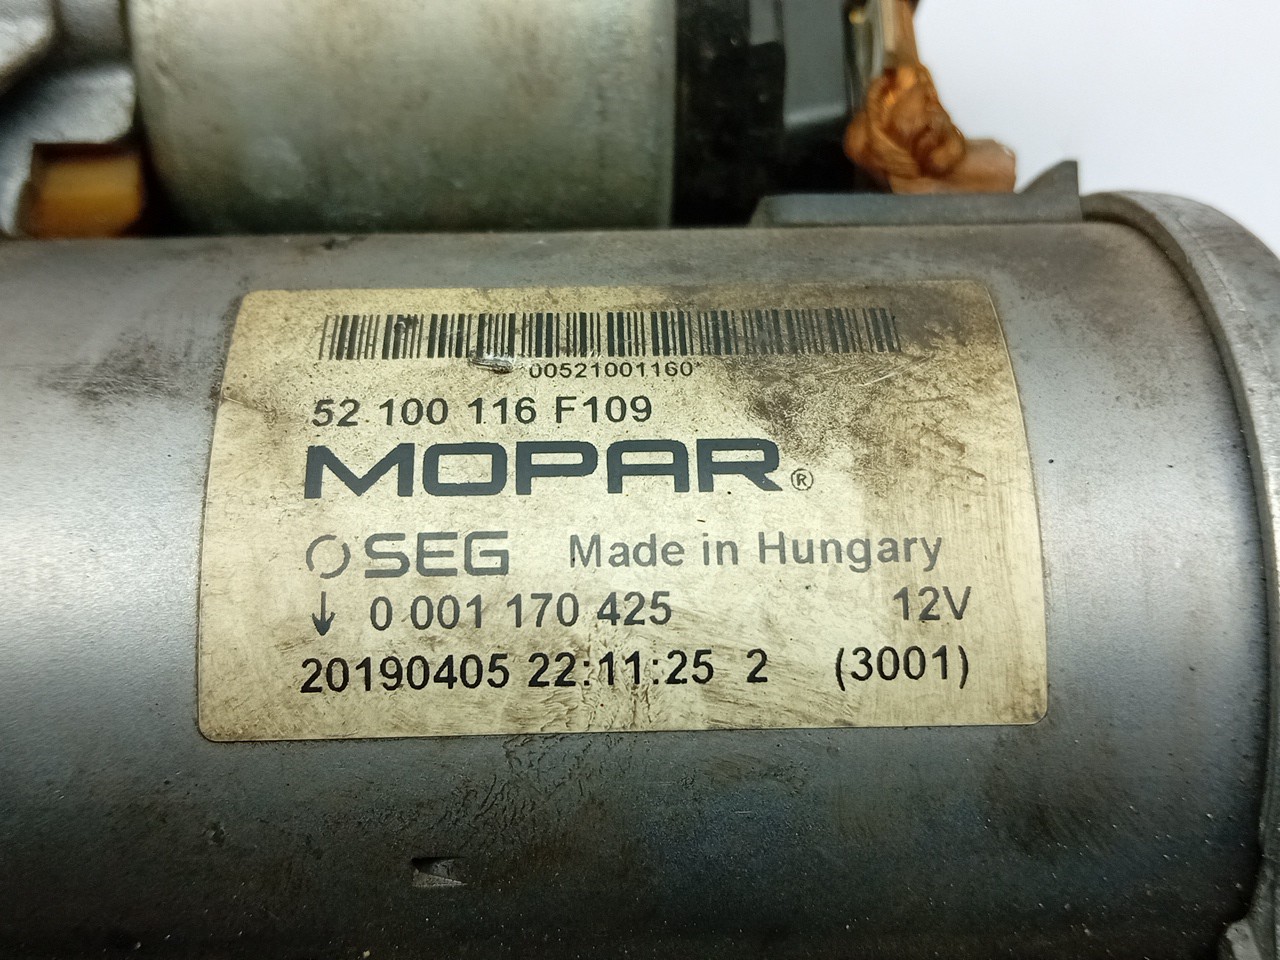 00521001160*
52 100 116 F109
MOPAR®
SEG Made in Hungary
↓ 0 001 170 425 12V
20190405 22:11:25 2 (3001)